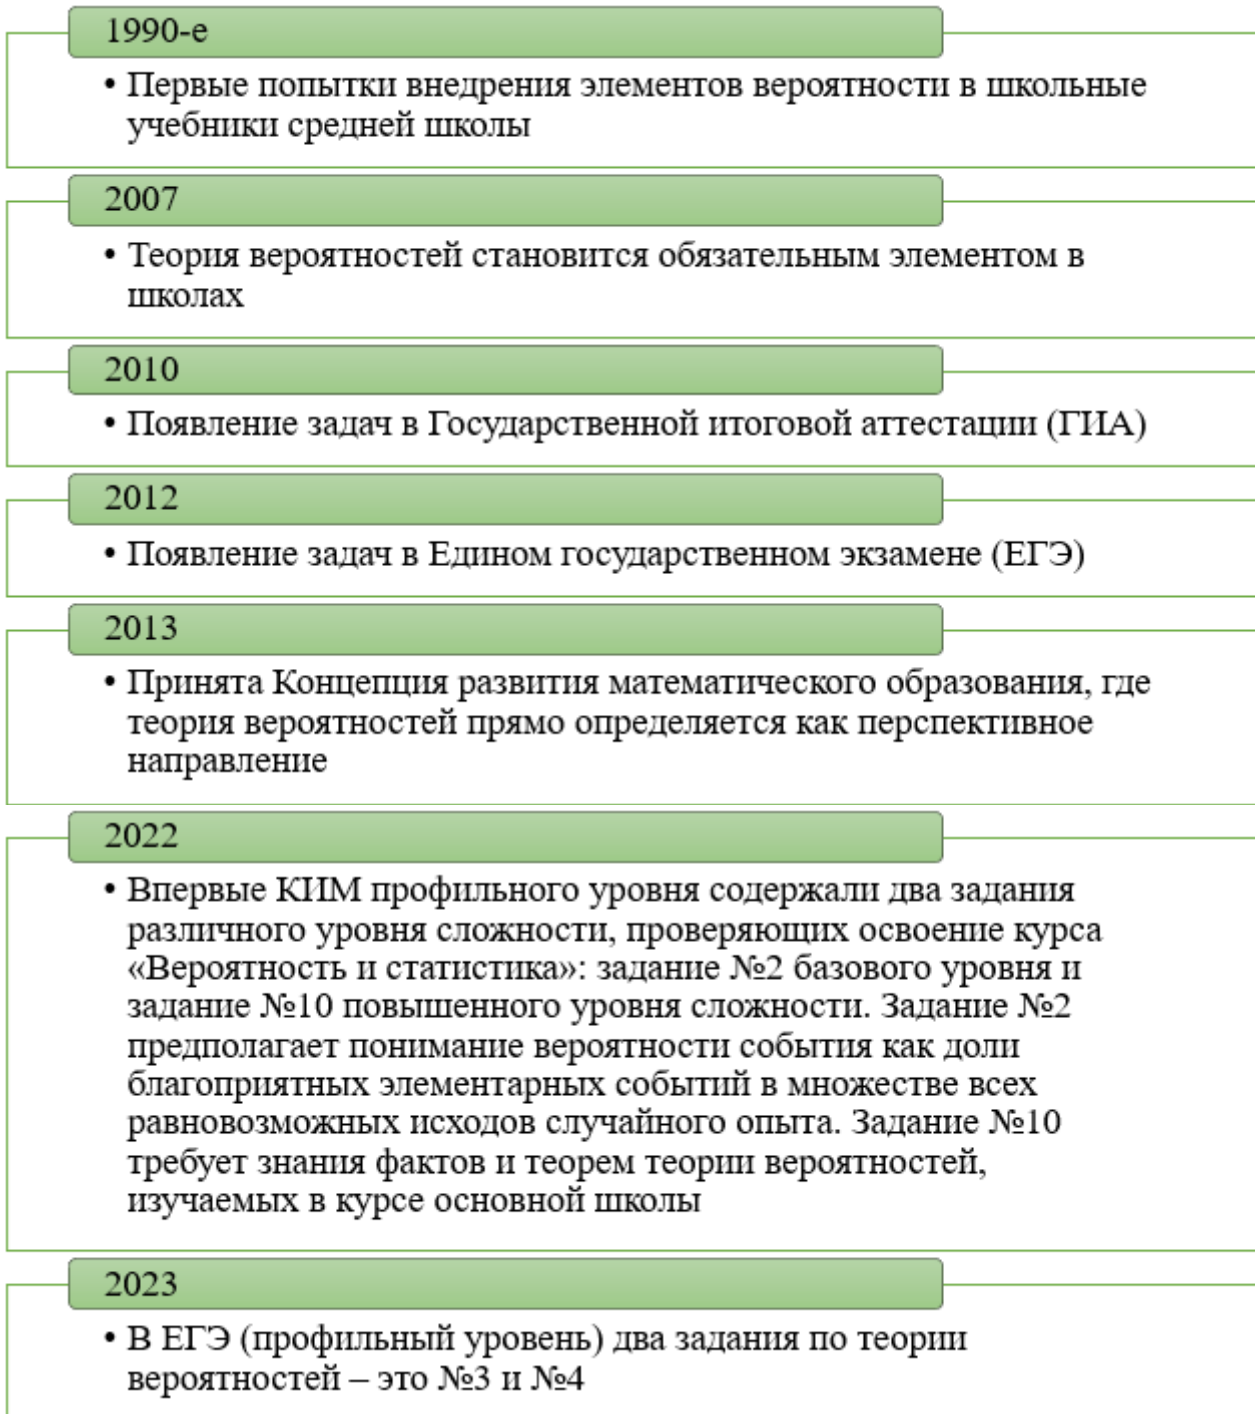 1990-е
• Первые попытки внедрения элементов вероятности в школьные
учебники средней школы
2007
• Теория вероятностей становится обязательным элементом в
школах
2010
• Появление задач в Государственной итоговой аттестации (ГИА)
2012
• Появление задач в Едином государственном экзамене (ЕГЭ)
2013
• Принята Концепция развития математического образования, где
теория вероятностей прямо определяется как перспективное
направление
2022
• Впервые КИМ профильного уровня содержали два задания
различного уровня сложности, проверяющих освоение курса
«Вероятность и статистика»: задание №2 базового уровня и
задание №10 повышенного уровня сложности. Задание №2
предполагает понимание вероятности события как доли
благоприятных элементарных событий в множестве всех
равновозможных исходов случайного опыта. Задание №10
требует знания фактов и теорем теории вероятностей,
изучаемых в курсе основной школы
2023
• В ЕГЭ (профильный уровень) два задания по теории
вероятностей – это №3 и №4